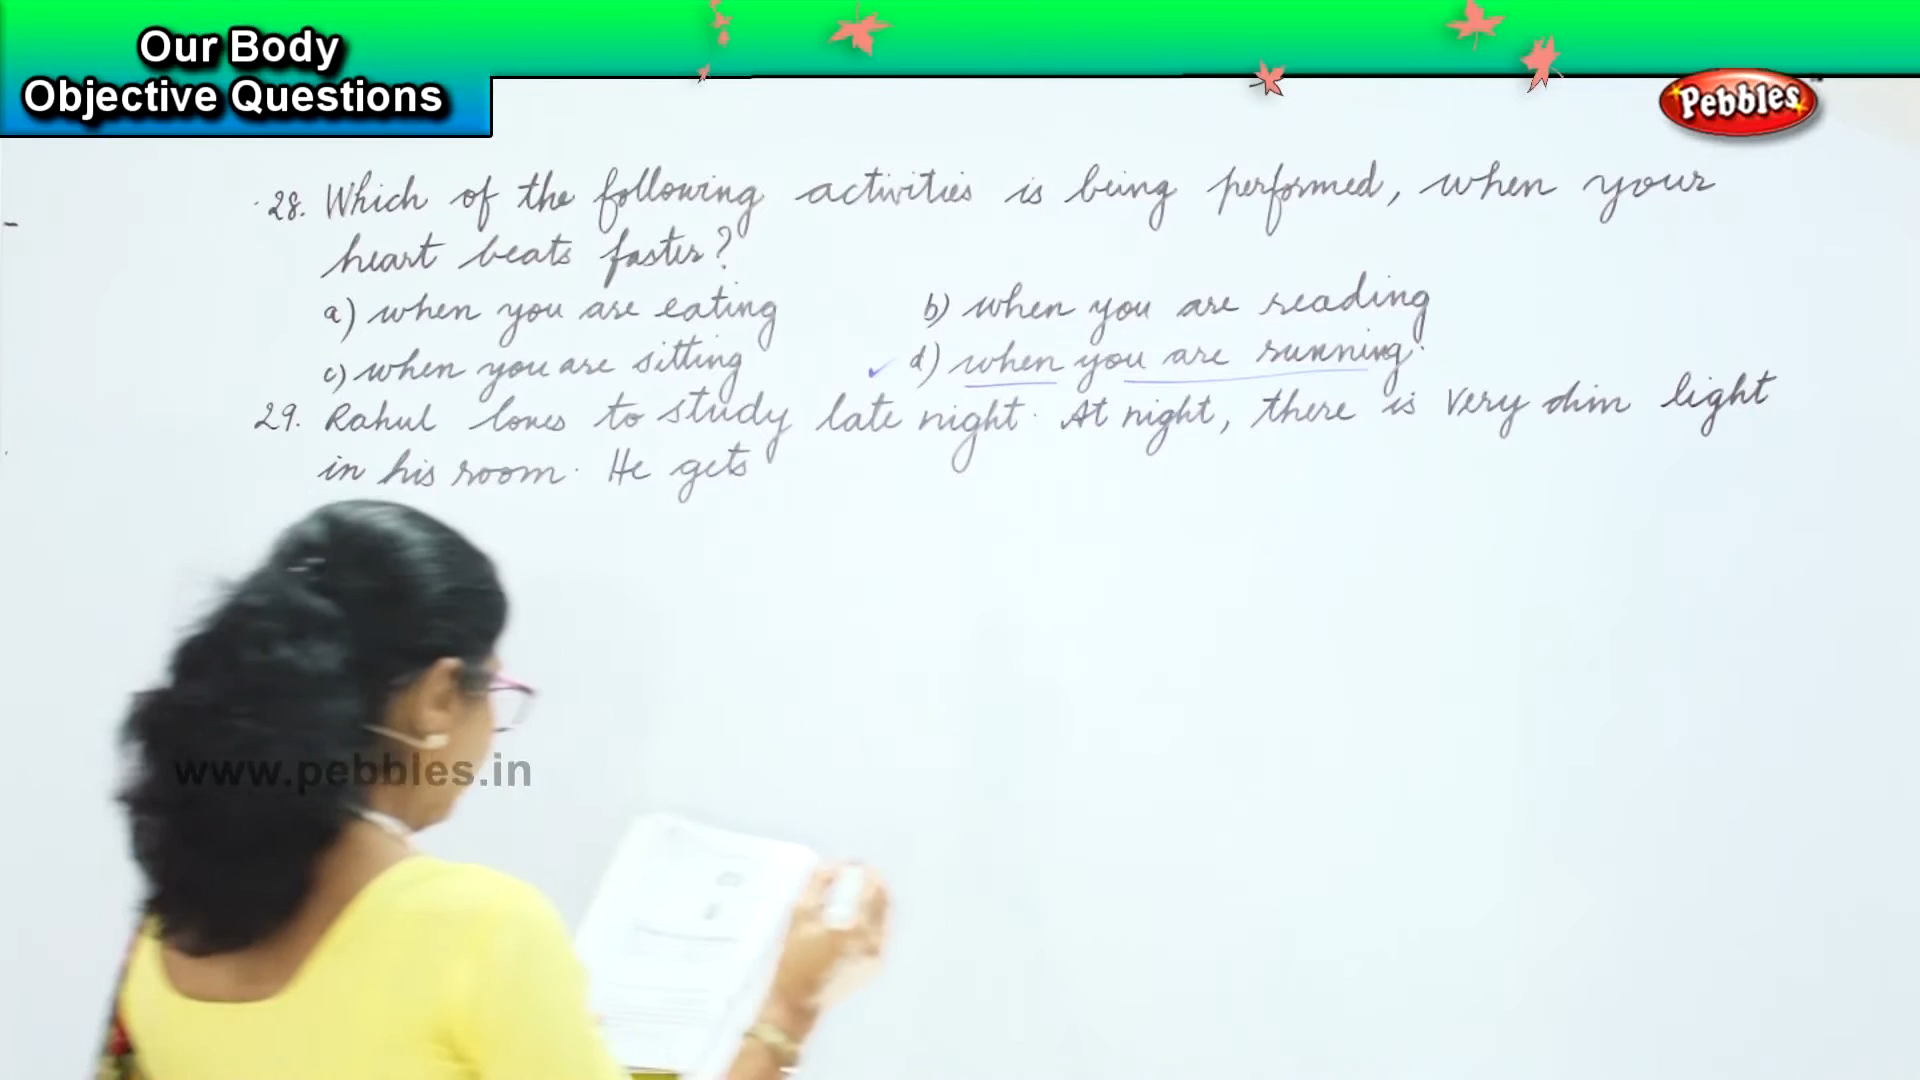 Our Body
Objective Questions
Pebbles
28. Which of the following activities is being performed, when your
heart beats faster?
a) when you are eating b) when you are reading
c) when you are sitting ✓ d) when you are running.
29. Rahul loves to study late night. At night, there is very dim light
in his room. He gets
www.pebbles.in